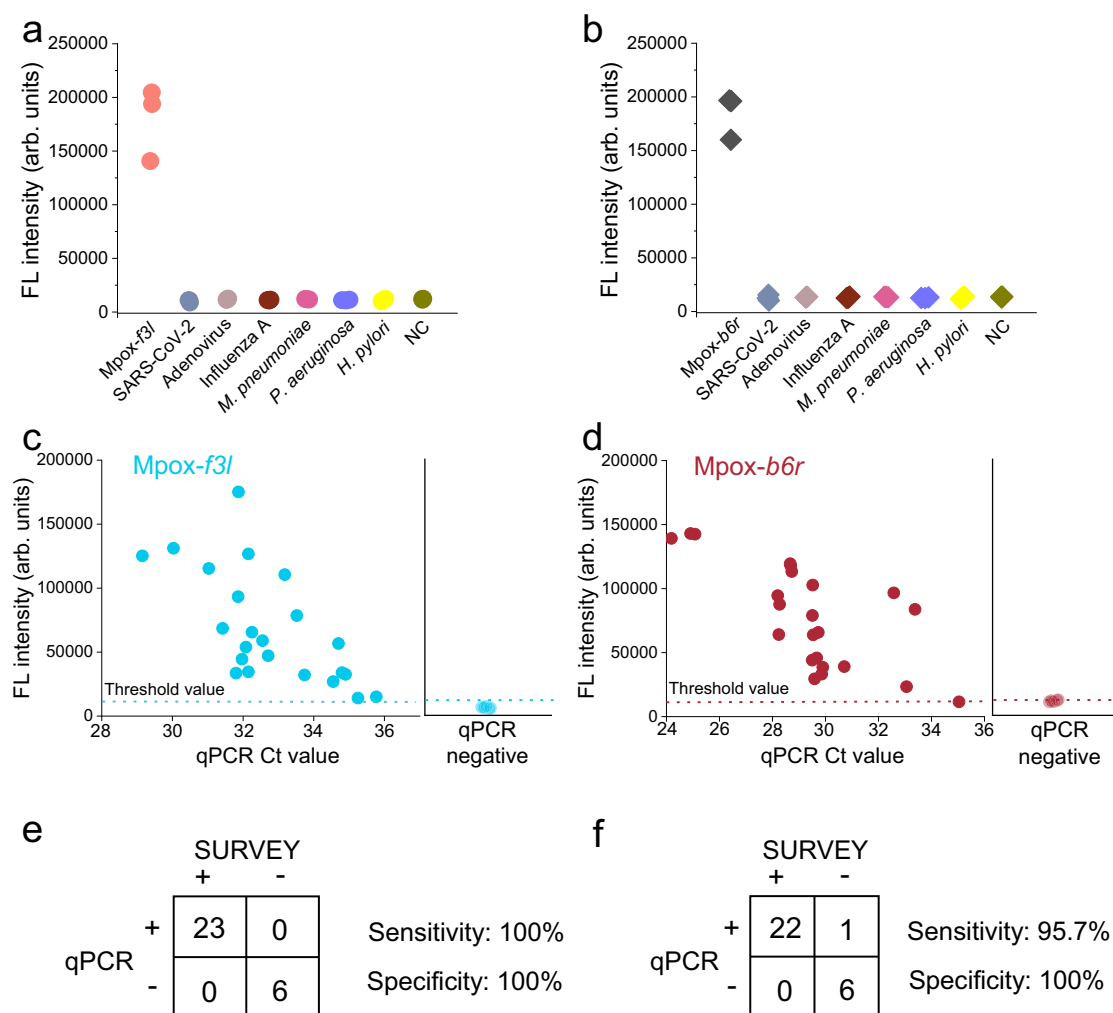 a
250000
200000
150000
100000
50000
0
FL intensity (arb. units)
Mpox-f3l
SARS-CoV-2
Adenovirus
Influenza A
M. pneumoniae
P. aeruginosa
H. pylori
NC
b
250000
200000
150000
100000
50000
0
FL intensity (arb. units)
Mpox-b6r
SARS-CoV-2
Adenovirus
Influenza A
M. pneumoniae
P. aeruginosa
H. pylori
NC
c
Mpox-f3l
200000
150000
100000
50000
0
FL intensity (arb. units)
Threshold value
28 30 32 34 36
qPCR Ct value
qPCR
negative
d
Mpox-b6r
200000
150000
100000
50000
0
FL intensity (arb. units)
Threshold value
24 26 28 30 32 34 36
qPCR Ct value
qPCR
negative
e
SURVEY
+ -
+ 23 0
qPCR
- 0 6
Sensitivity: 100%
Specificity: 100%
f
SURVEY
+ -
+ 22 1
qPCR
- 0 6
Sensitivity: 95.7%
Specificity: 100%